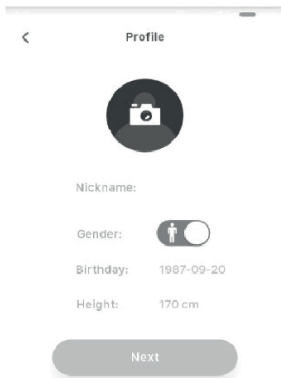 Profile
Nickname:
Gender:
Birthday: 1987-09-20
Height: 170 cm
Next